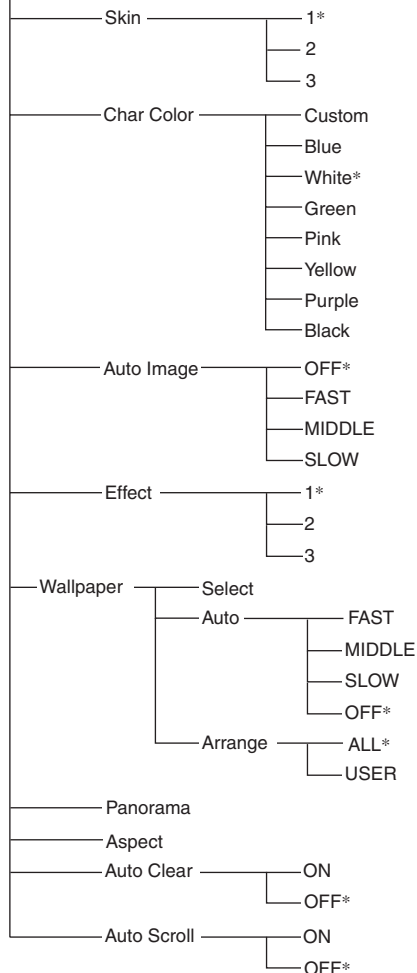 Skin 1*
2
3
Char Color Custom
Blue
White*
Green
Pink
Yellow
Purple
Black
Auto Image OFF*
FAST
MIDDLE
SLOW
Effect 1*
2
3
Wallpaper Select
Auto FAST
MIDDLE
SLOW
OFF*
Arrange ALL*
USER
Panorama
Aspect
Auto Clear ON
OFF*
Auto Scroll ON
OFF*